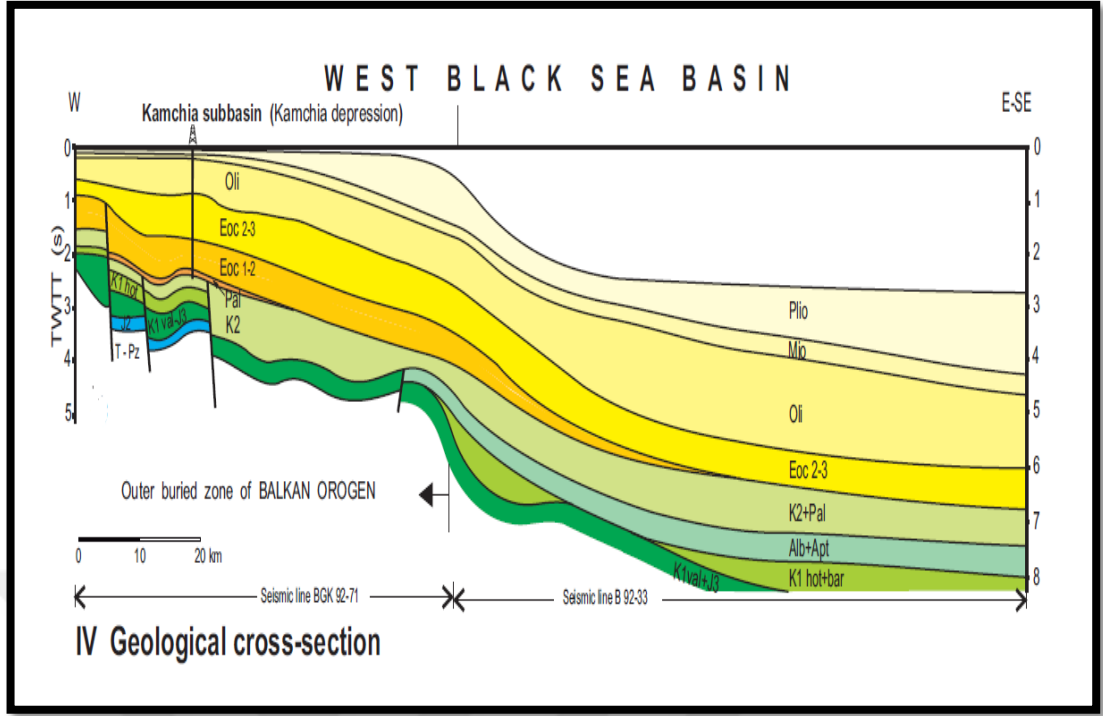 WEST BLACK SEA BASIN
W
E-SE
Kamchia subbasin (Kamchia depression)
0
0
1
1
2
2
3
3
4
4
5
5
6
7
8
TWTT (s)
Oli
Eoc 2-3
Eoc 1-2
Pal
K2
K1 hot
J2
K1 val-J3
T - Pz
Plio
Mio
Oli
Eoc 2-3
K2+Pal
Alb+Apt
K1 hot+bar
K1val+J3
Outer buried zone of BALKAN OROGEN
0 10 20 km
Seismic line BGK 92-71
Seismic line B 92-33
IV Geological cross-section